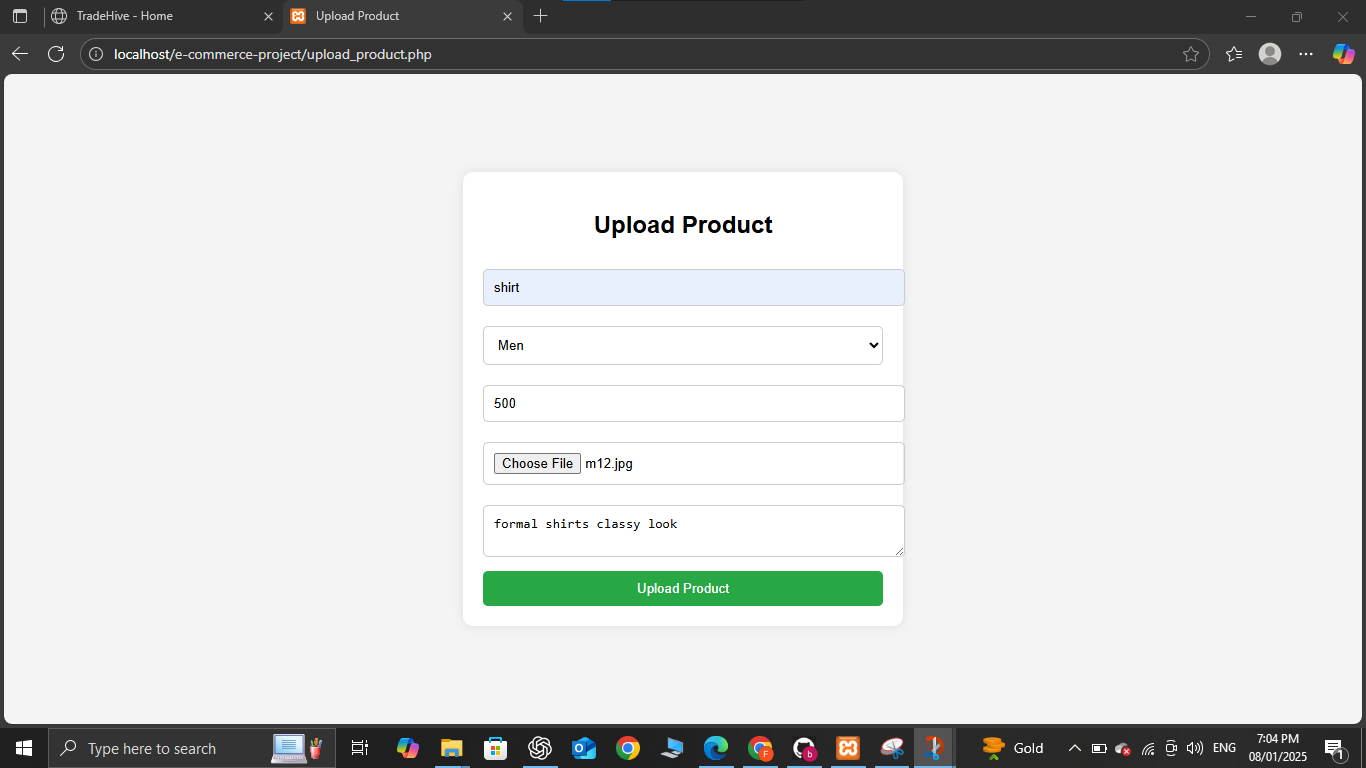 TradeHive - Home
Upload Product
localhost/e-commerce-project/upload_product.php
Upload Product
shirt
Men
500
Choose File m12.jpg
formal shirts classy look
Upload Product
Type here to search
Gold
ENG
7:04 PM
08/01/2025
1